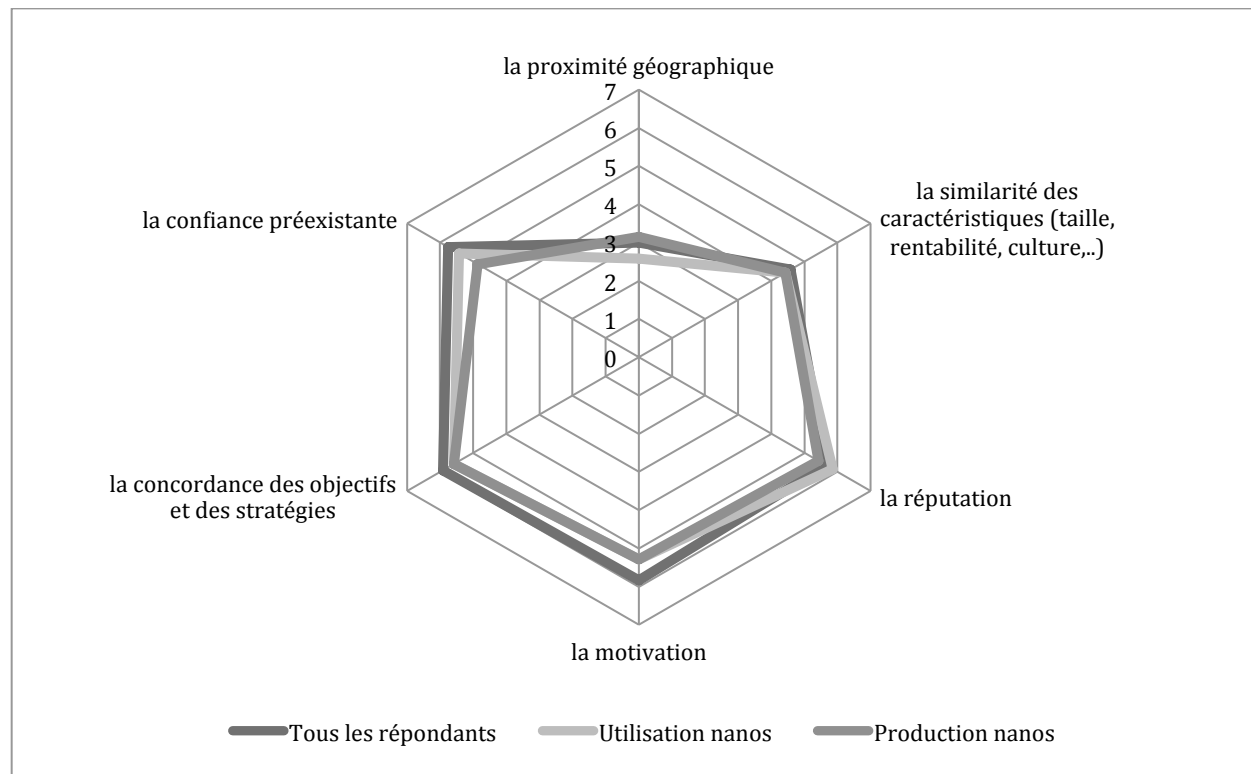 la proximité géographique
7
6
5
4
3
2
1
0
la similarité des
caractéristiques (taille,
rentabilité, culture,..)
la confiance préexistante
la concordance des objectifs
et des stratégies
la réputation
la motivation
Tous les répondants
Utilisation nanos
Production nanos